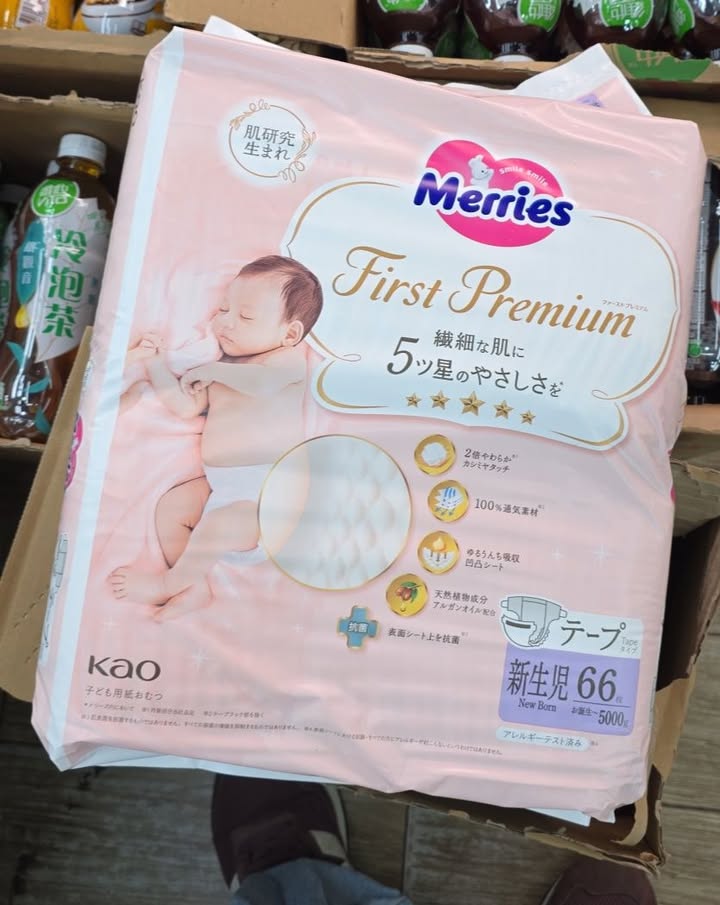 肌研究
生まれ
smile smile
Merries
First Premium
ファーストプレミアム
繊細な肌に
5ツ星のやさしさを
2倍やわらか
カシミヤタッチ
100%通気素材
ゆるうんち吸収
凹凸シート
天然植物成分
アルガンオイル配合
抗菌
表面シート上を抗菌
テープ
Tape
タイプ
新生児 66枚
New Born
お誕生~5000g
アレルギーテスト済み
Kao
子ども用紙おむつ
冷泡茶